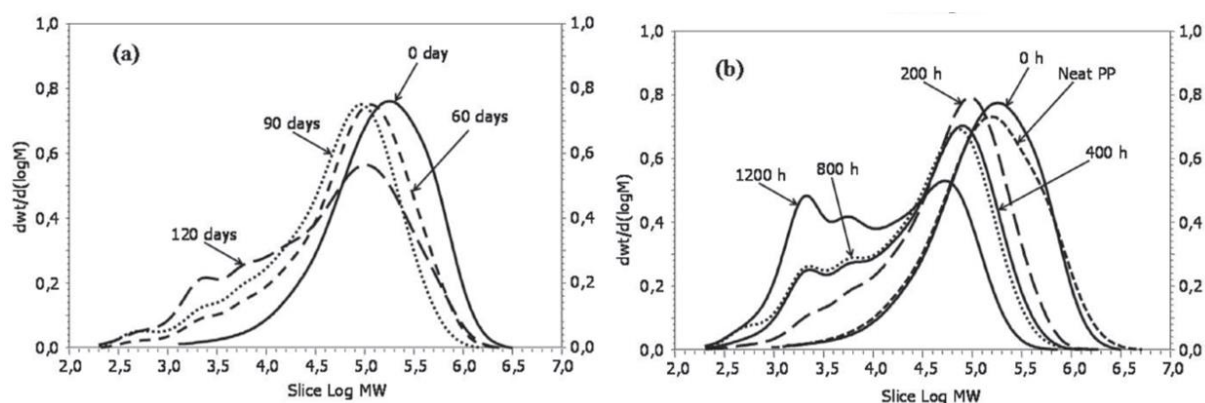 (a)
dwt/d(logM)
1,0
0,8
0,6
0,4
0,2
0,0
1,0
0,8
0,6
0,4
0,2
0,0
0 day
90 days
60 days
120 days
2,0 2,5 3,0 3,5 4,0 4,5 5,0 5,5 6,0 6,5 7,0
Slice Log MW
(b)
dwt/d(logM)
1,0
0,8
0,6
0,4
0,2
0,0
1,0
0,8
0,6
0,4
0,2
0,0
0 h
200 h
Neat PP
400 h
800 h
1200 h
2,0 2,5 3,0 3,5 4,0 4,5 5,0 5,5 6,0 6,5 7,0
Slice Log MW